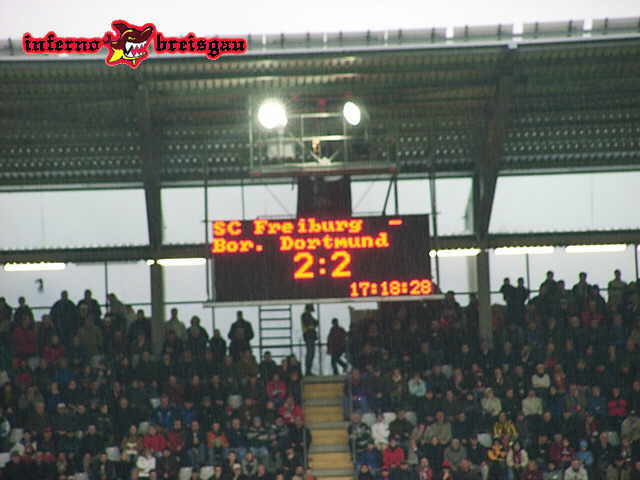 inferno breisgau
SC Freiburg -
Bor. Dortmund
2:2
17:18:28